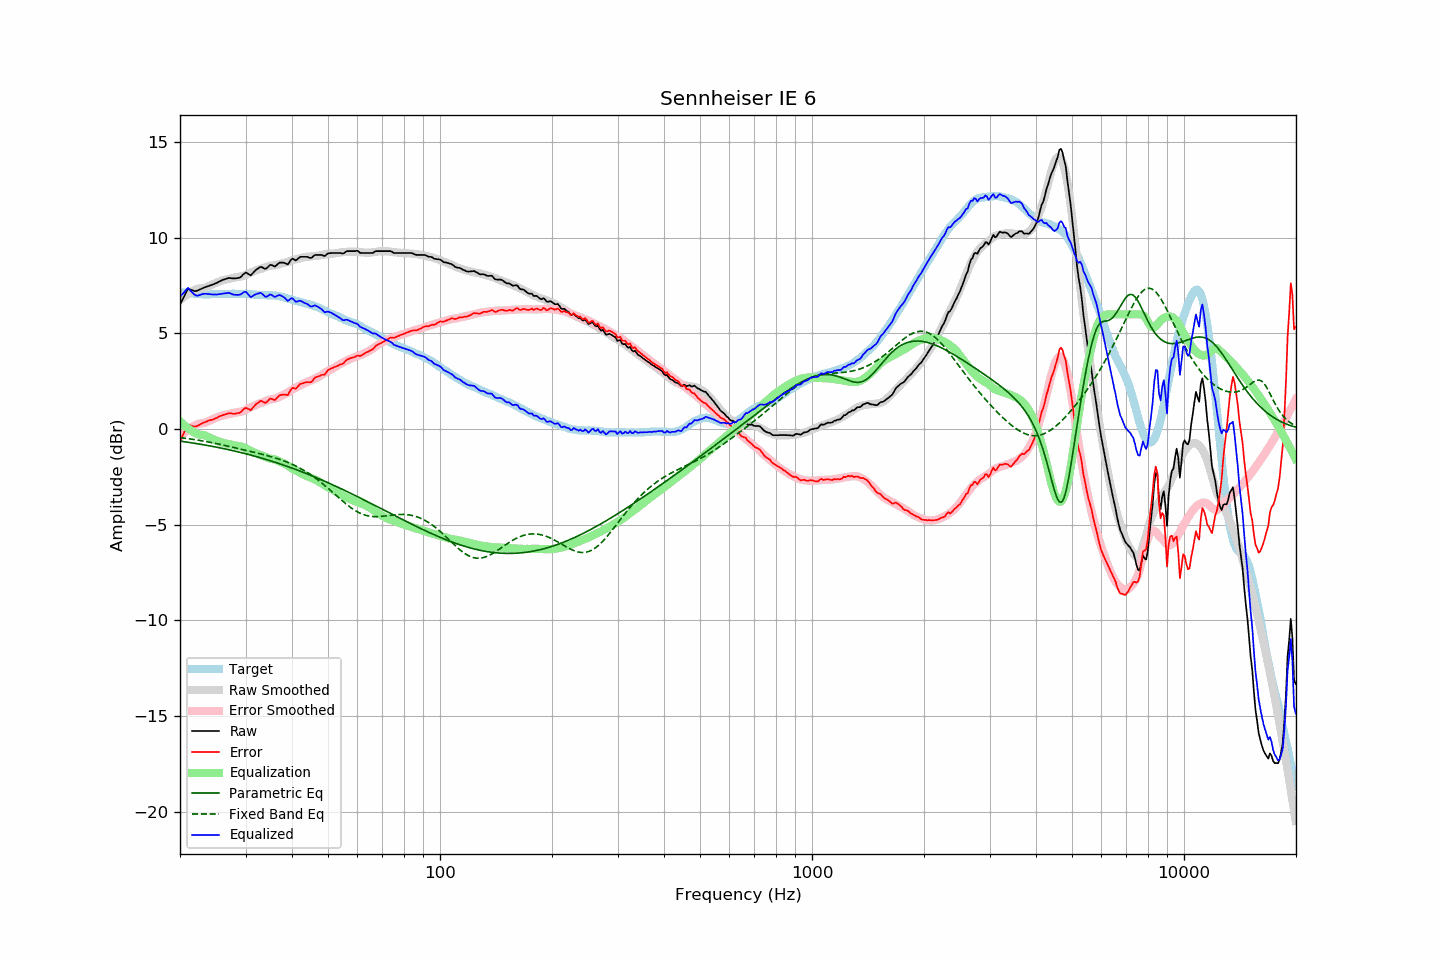 Sennheiser IE 6
15
10
5
0
−5
−10
−15
−20
Amplitude (dBr)
Target
Raw Smoothed
Error Smoothed
Raw
Error
Equalization
Parametric Eq
Fixed Band Eq
Equalized
100
1000
10000
Frequency (Hz)